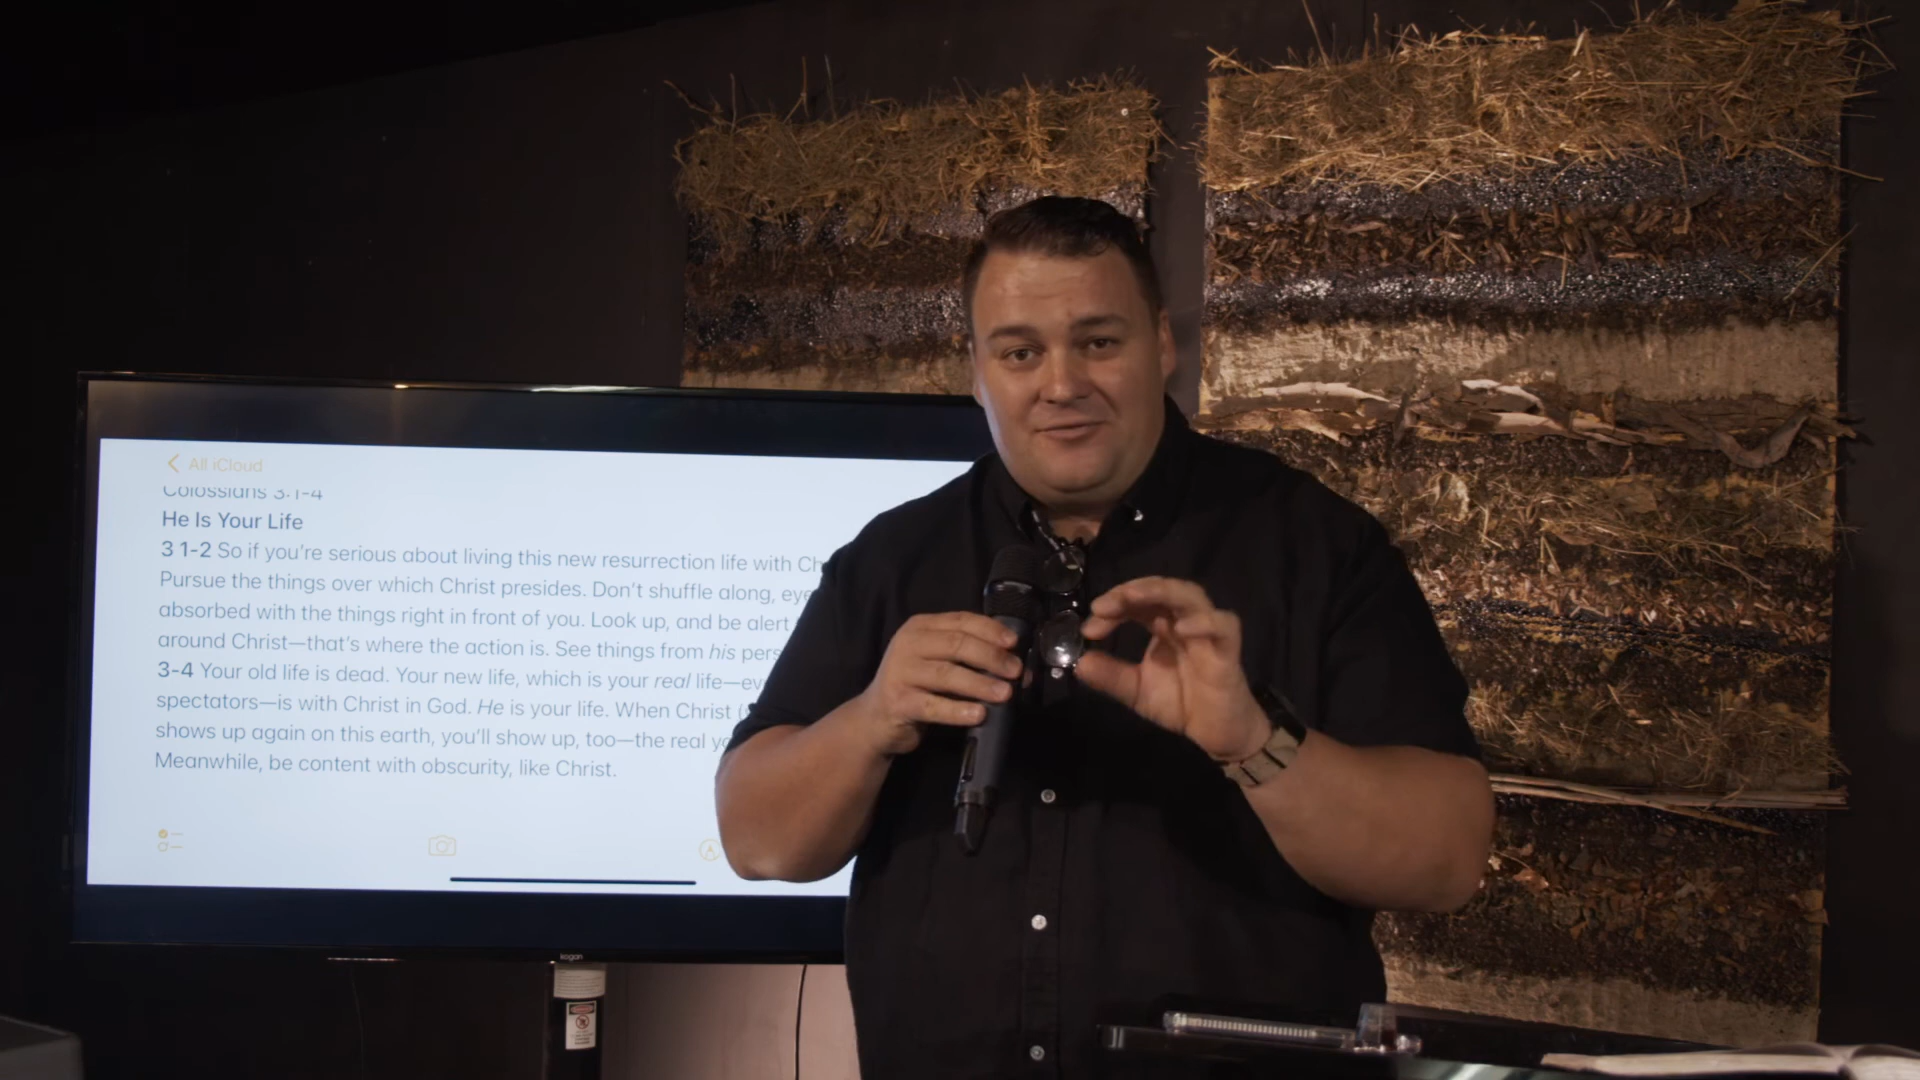 All iCloud
Colossians 3:1-4
He Is Your Life
3 1-2 So if you’re serious about living this new resurrection life with
Pursue the things over which Christ presides. Don’t shuffle along,
absorbed with the things right in front of you. Look up, and be alert
around Christ—that’s where the action is. See things from his
3-4 Your old life is dead. Your new life, which is your real life—
spectators—is with Christ in God. He is your life. When Christ
shows up again on this earth, you’ll show up, too—the real
Meanwhile, be content with obscurity, like Christ.
kogan